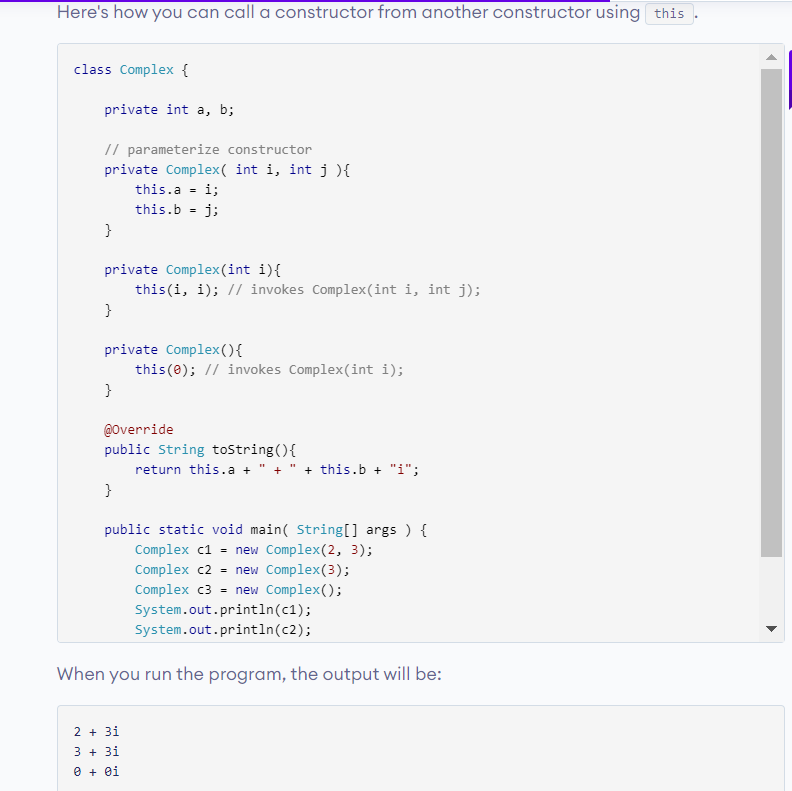 Here's how you can call a constructor from another constructor using this.
class Complex {
private int a, b;
// parameterize constructor
private Complex( int i, int j ){
this.a = i;
this.b = j;
}
private Complex(int i){
this(i, i); // invokes Complex(int i, int j);
}
private Complex(){
this(0); // invokes Complex(int i);
}
@Override
public String toString(){
return this.a + " + " + this.b + "i";
}
public static void main( String[] args ) {
Complex c1 = new Complex(2, 3);
Complex c2 = new Complex(3);
Complex c3 = new Complex();
System.out.println(c1);
System.out.println(c2);
When you run the program, the output will be:
2 + 3i
3 + 3i
0 + 0i